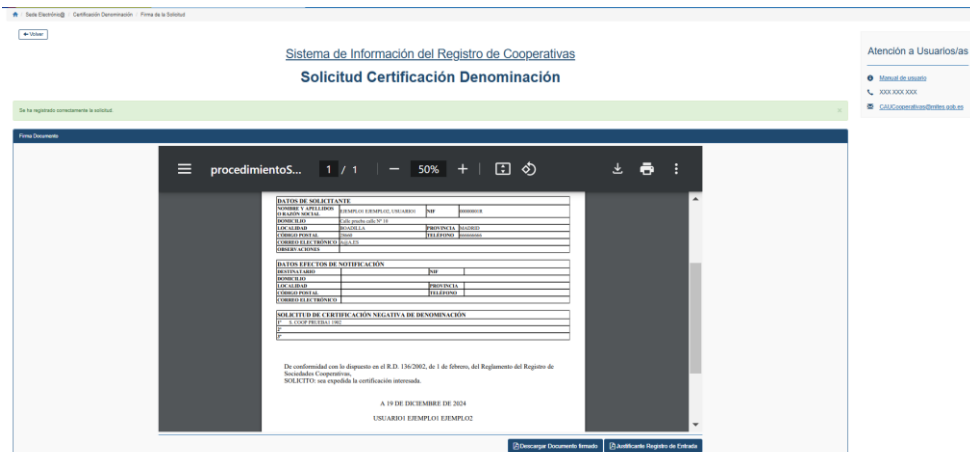 Sede Electrónic@ / Certificación Denominación / Firma de la Solicitud
Volver
Sistema de Información del Registro de Cooperativas
Solicitud Certificación Denominación
Atención a Usuarios/as
Manual de usuario
XXX XXX XXX
CAUCooperativas@mites.gob.es
Se ha registrado correctamente la solicitud.
Firma Documento
procedimientoS... 1 / 1 50%
DATOS DE SOLICITANTE
NOMBRE Y APELLIDOS O RAZÓN SOCIAL EJEMPLO1 EJEMPLO2, USUARIO1 NIF
DOMICILIO Calle prueba calle Nº 10
LOCALIDAD BOADILLA PROVINCIA MADRID
CÓDIGO POSTAL TELÉFONO
CORREO ELECTRÓNICO A@A.ES
OBSERVACIONES
DATOS EFECTOS DE NOTIFICACIÓN
DESTINATARIO NIF
DOMICILIO
LOCALIDAD PROVINCIA
CÓDIGO POSTAL TELÉFONO
CORREO ELECTRÓNICO
SOLICITUD DE CERTIFICACIÓN NEGATIVA DE DENOMINACIÓN
1º S. COOP PRUEBA1 1902
2º
3º
De conformidad con lo dispuesto en el R.D. 136/2002, de 1 de febrero, del Reglamento del Registro de
Sociedades Cooperativas,
SOLICITO: sea expedida la certificación interesada.
A 19 DE DICIEMBRE DE 2024
USUARIO1 EJEMPLO1 EJEMPLO2
Descargar Documento firmado
Justificante Registro de Entrada